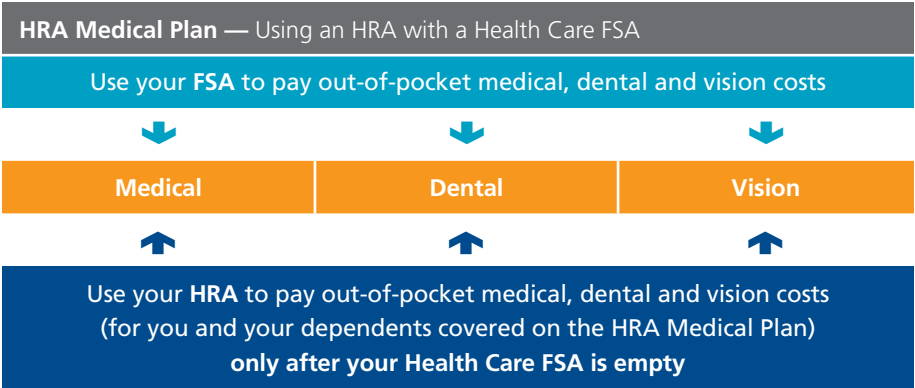 HRA Medical Plan — Using an HRA with a Health Care FSA
Use your FSA to pay out-of-pocket medical, dental and vision costs
Medical
Dental
Vision
Use your HRA to pay out-of-pocket medical, dental and vision costs
(for you and your dependents covered on the HRA Medical Plan)
only after your Health Care FSA is empty